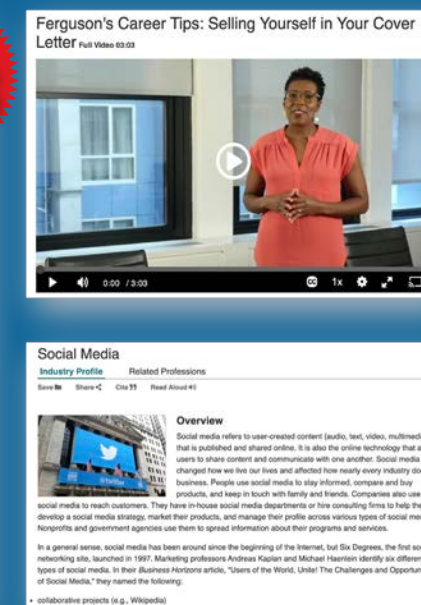 Ferguson's Career Tips: Selling Yourself in Your Cover
Letter Full Video 03:03
0:00 / 3:03
CC 1x
Social Media
Industry Profile Related Professions
Save Share Cite Read Aloud
Overview
Social media refers to user-created content (audio, text, video, multimedia)
that is published and shared online. It is also the online technology that
users to share content and communicate with one another. Social media
changed how we live our lives and affected how nearly every industry
business. People use social media to stay informed, compare and buy
products, and keep in touch with family and friends. Companies also use
social media to reach customers. They have in-house social media departments or hire consulting firms to help
develop a social media strategy, market their products, and manage their profile across various types of social
Nonprofits and government agencies use them to spread information about their programs and services.
In a general sense, social media has been around since the beginning of the Internet, but Six Degrees, the first
networking site, launched in 1997. Marketing professors Andreas Kaplan and Michael Haenlein identify six
types of social media. In their Business Horizons article, "Users of the World, Unite! The Challenges and
of Social Media," they named the following:
• collaborative projects (e.g., Wikipedia)